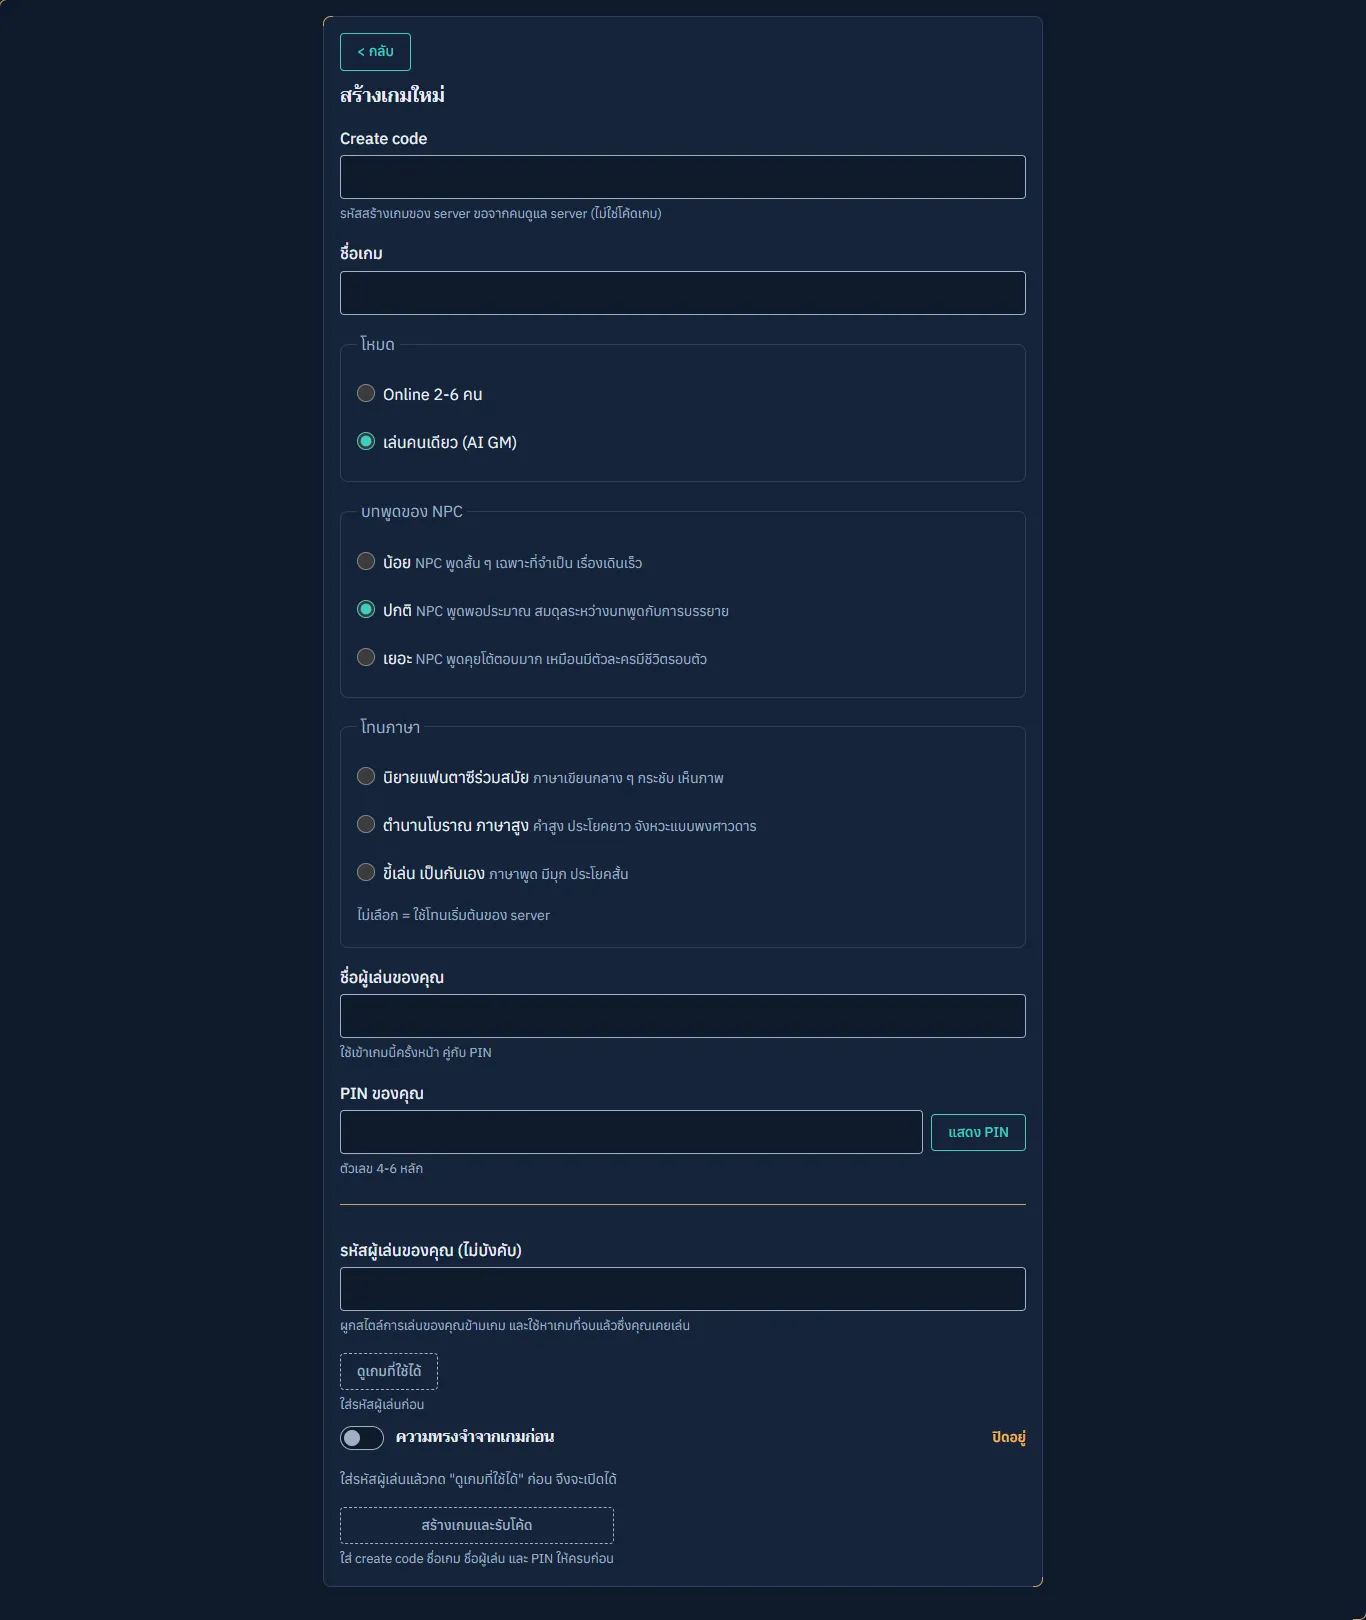 < กลับ
สร้างเกมใหม่
Create code
รหัสสร้างเกมของ server ขอจากคนดูแล server (ไม่ใช่โค้ดเกม)
ชื่อเกม
โหมด
Online 2-6 คน
เล่นคนเดียว (AI GM)
บทพูดของ NPC
น้อย NPC พูดสั้น ๆ เฉพาะที่จำเป็น เรื่องเดินเร็ว
ปกติ NPC พูดพอประมาณ สมดุลระหว่างบทพูดกับการบรรยาย
เยอะ NPC พูดคุยโต้ตอบมาก เหมือนมีตัวละครมีชีวิตรอบตัว
โทนภาษา
นิยายแฟนตาซีร่วมสมัย ภาษาเขียนกลาง ๆ กระชับ เห็นภาพ
ตำนานโบราณ ภาษาสูง คำสูง ประโยคยาว จังหวะแบบพงศาวดาร
ขี้เล่น เป็นกันเอง ภาษาพูด มีมุก ประโยคสั้น
ไม่เลือก = ใช้โทนเริ่มต้นของ server
ชื่อผู้เล่นของคุณ
ใช้เข้าเกมนี้ครั้งหน้า คู่กับ PIN
PIN ของคุณ
แสดง PIN
ตัวเลข 4-6 หลัก
รหัสผู้เล่นของคุณ (ไม่บังคับ)
ผูกสไตล์การเล่นของคุณข้ามเกม และใช้หาเกมที่จบแล้วซึ่งคุณเคยเล่น
ดูเกมที่ใช้ได้
ใส่รหัสผู้เล่นก่อน
ความทรงจำจากเกมก่อน
ปิดอยู่
ใส่รหัสผู้เล่นแล้วกด "ดูเกมที่ใช้ได้" ก่อน จึงจะเปิดได้
สร้างเกมและรับโค้ด
ใส่ create code ชื่อเกม ชื่อผู้เล่น และ PIN ให้ครบก่อน